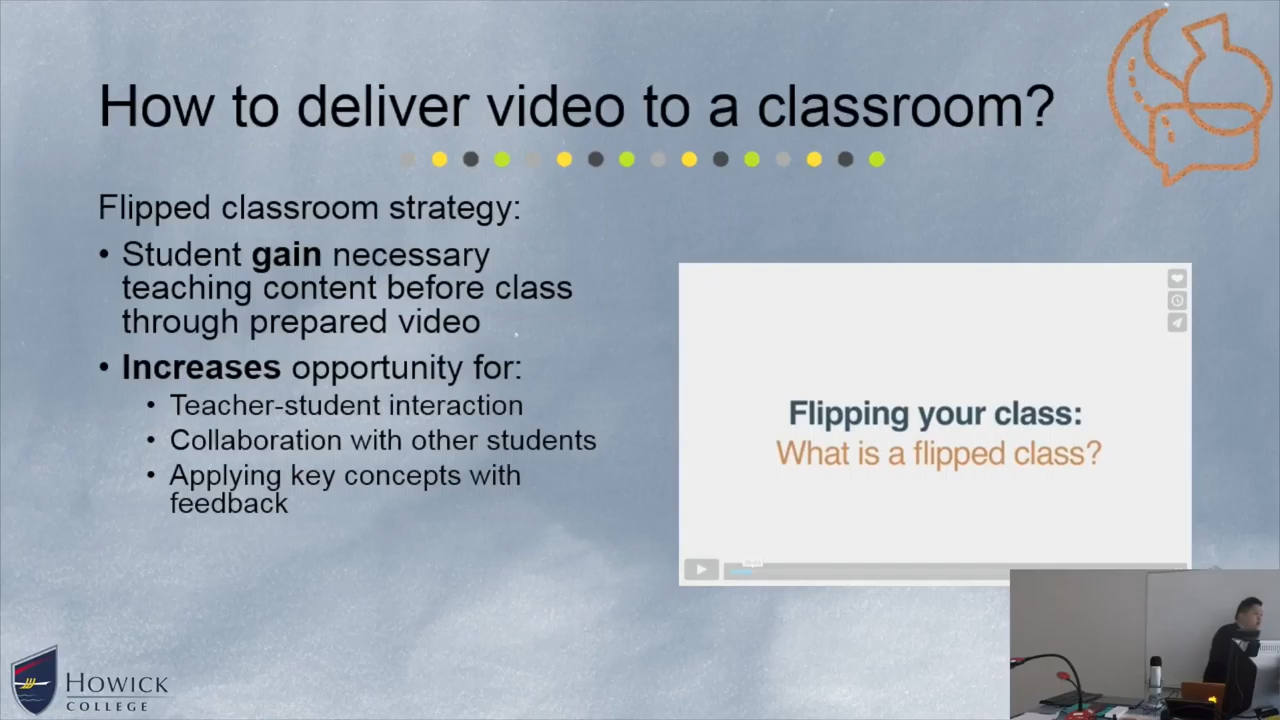 How to deliver video to a classroom?
Flipped classroom strategy:
• Student gain necessary
teaching content before class
through prepared video
• Increases opportunity for:
• Teacher-student interaction
• Collaboration with other students
• Applying key concepts with
feedback
Flipping your class:
What is a flipped class?
HOWICK
COLLEGE